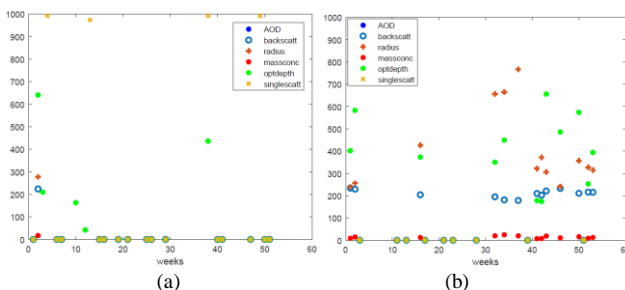 1000
900
800
700
600
500
400
300
200
100
0
AOD
backscatt
radius
massconc
optdepth
singlescatt
0 10 20 30 40 50 60
weeks
(a)
1000
900
800
700
600
500
400
300
200
100
0
AOD
backscatt
radius
massconc
optdepth
singlescatt
0 10 20 30 40 50 60
weeks
(b)